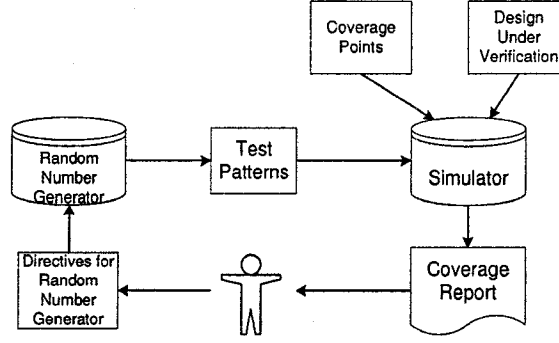 Coverage
Points
Design
Under
Verification
Random
Number
Generator
Test
Patterns
Simulator
Directives for
Random
Number
Generator
Coverage
Report